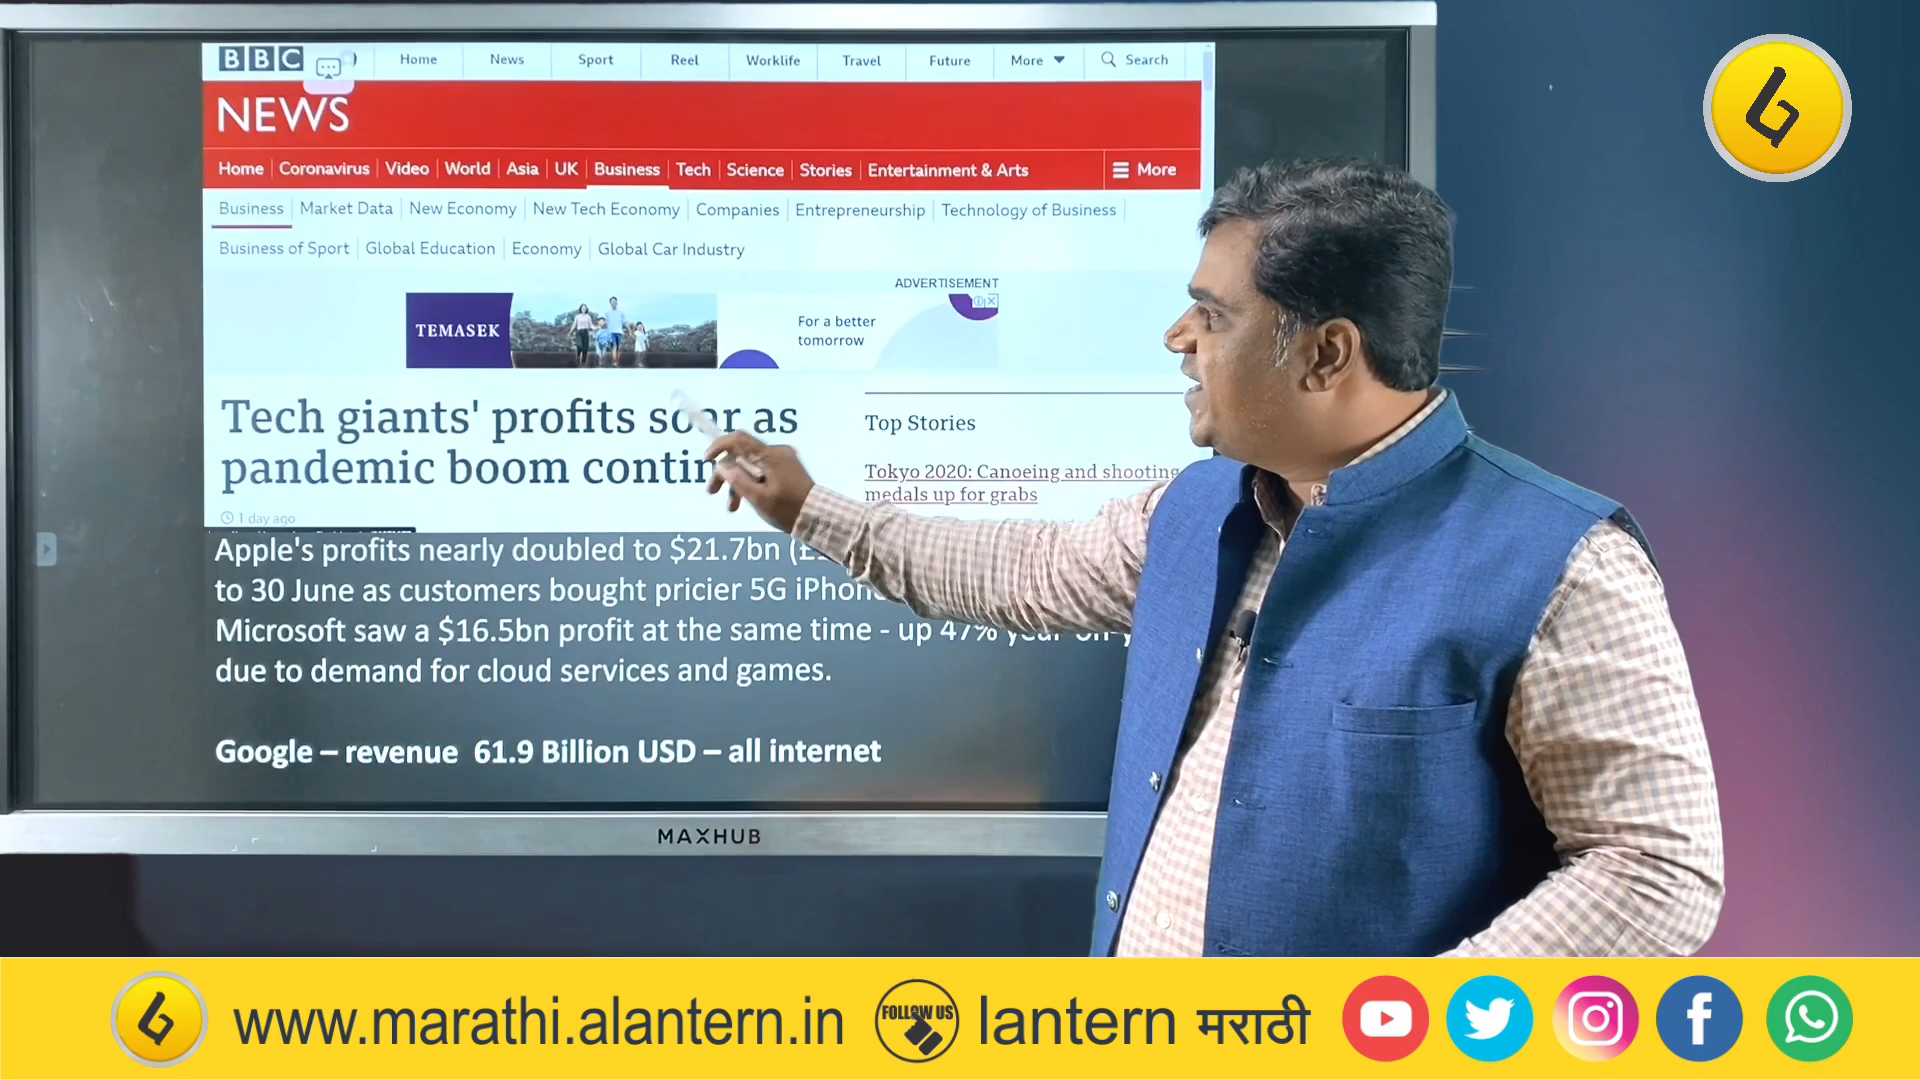 BBC
Home News Sport Reel Worklife Travel Future More Search
NEWS
Home Coronavirus Video World Asia UK Business Tech Science Stories Entertainment & Arts More
Business Market Data New Economy New Tech Economy Companies Entrepreneurship Technology of Business
Business of Sport Global Education Economy Global Car Industry
ADVERTISEMENT
TEMASEK
For a better
tomorrow
Tech giants' profits soar as
pandemic boom contin
1 day ago
Top Stories
Tokyo 2020: Canoeing and shooting
medals up for grabs
Apple's profits nearly doubled to $21.7bn
to 30 June as customers bought pricier 5G iPhon
Microsoft saw a $16.5bn profit at the same time - up 47% year-on-y
due to demand for cloud services and games.
Google – revenue 61.9 Billion USD – all internet
MAXHUB
www.marathi.alantern.in FOLLOW US lantern मराठी